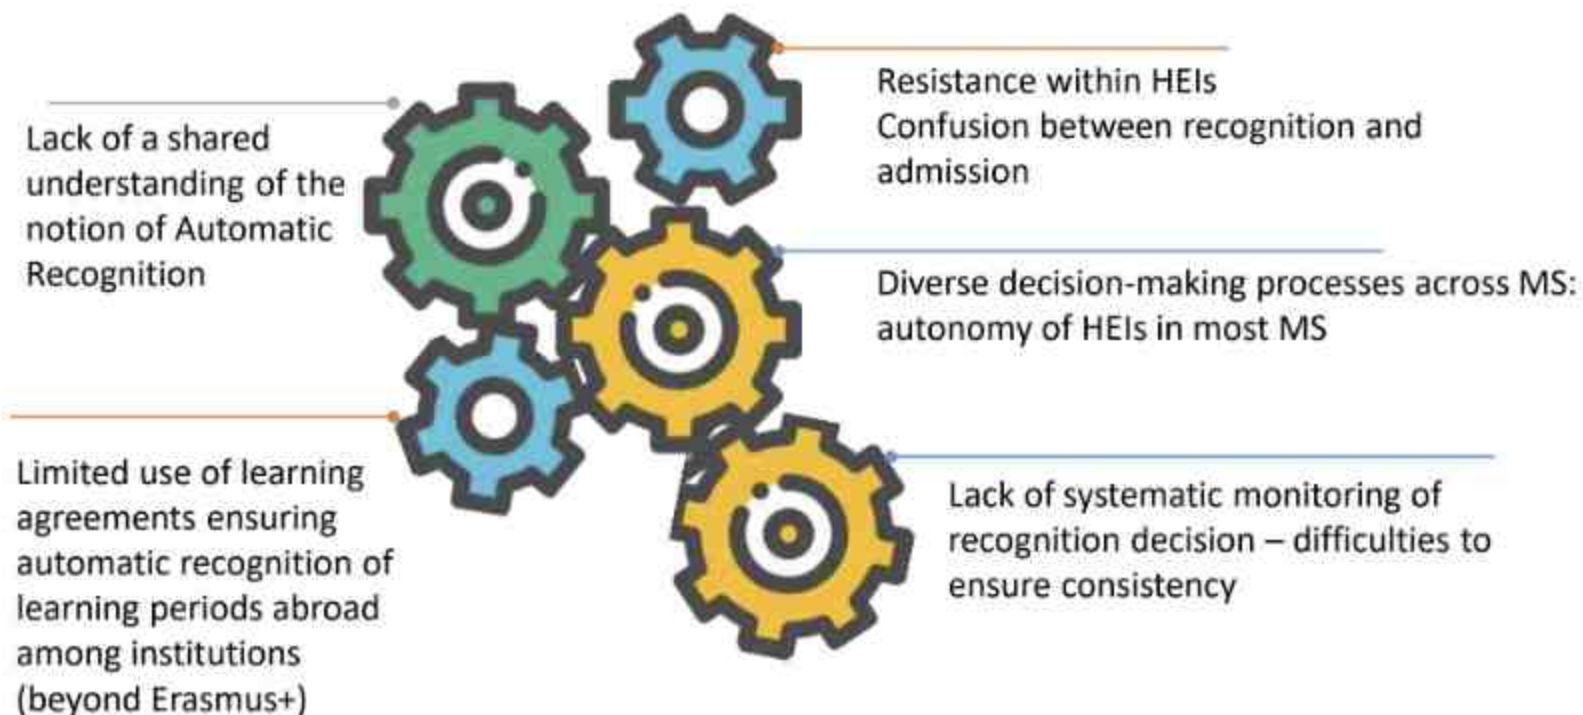 Lack of a shared
understanding of the
notion of Automatic
Recognition
Limited use of learning
agreements ensuring
automatic recognition of
learning periods abroad
among institutions
(beyond Erasmus+)
Resistance within HEIs
Confusion between recognition and
admission
Diverse decision-making processes across MS:
autonomy of HEIs in most MS
Lack of systematic monitoring of
recognition decision – difficulties to
ensure consistency